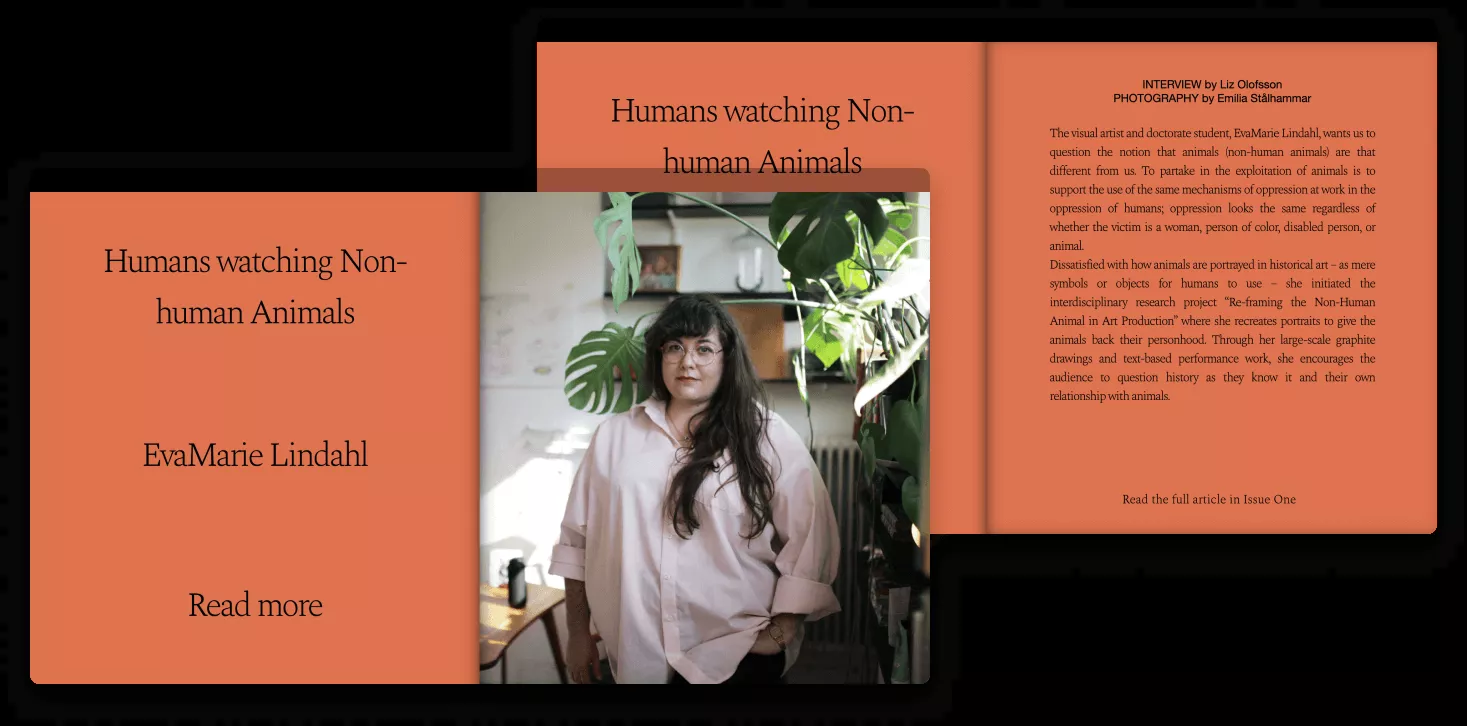 Humans watching Non-
human Animals
EvaMarie Lindahl
Read more
Humans watching Non-
human Animals
INTERVIEW by Liz Olofsson
PHOTOGRAPHY by Emilia Stålhammar
The visual artist and doctorate student, EvaMarie Lindahl, wants us to
question the notion that animals (non-human animals) are that
different from us. To partake in the exploitation of animals is to
support the use of the same mechanisms of oppression at work in the
oppression of humans; oppression looks the same regardless of
whether the victim is a woman, person of color, disabled person, or
animal.
Dissatisfied with how animals are portrayed in historical art – as mere
symbols or objects for humans to use – she initiated the
interdisciplinary research project “Re-framing the Non-Human
Animal in Art Production” where she recreates portraits to give the
animals back their personhood. Through her large-scale graphite
drawings and text-based performance work, she encourages the
audience to question history as they know it and their own
relationship with animals.
Read the full article in Issue One